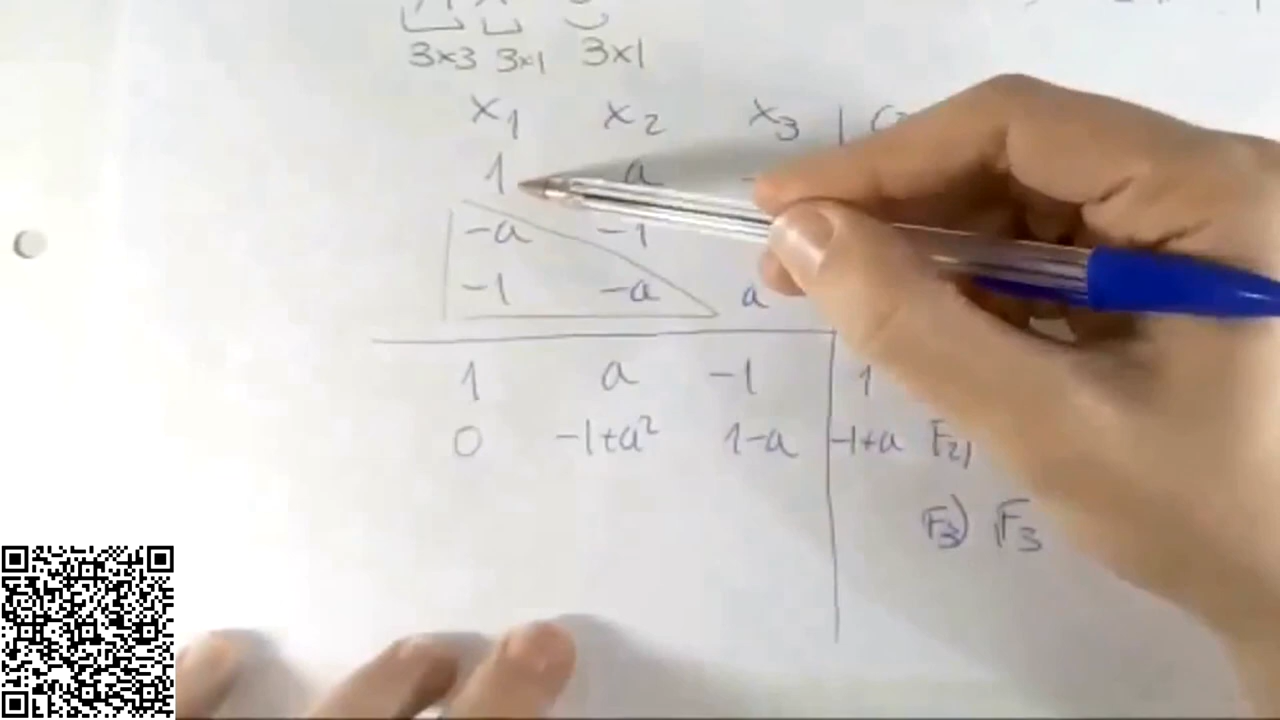 3x3 3x1 3x1
x1 x2 x3 |
1 a -
-a -1
-1 -a a
1 a -1 | 1
0 -1+a² 1-a | -1+a F2)
F3) F3